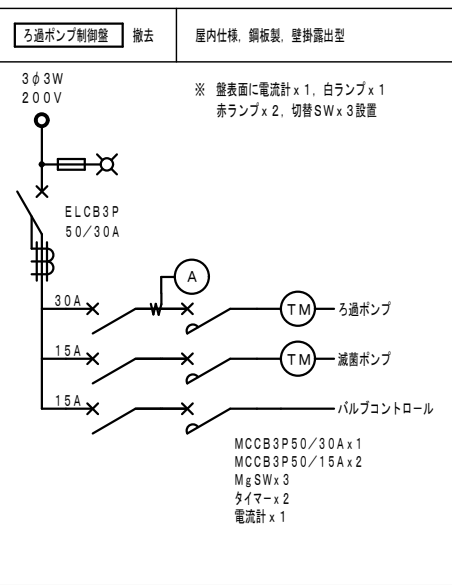 ろ過ポンプ制御盤 撤去 屋内仕様, 鋼板製, 壁掛露出型
3φ3W
200V
※ 盤表面に電流計x1, 白ランプx1
赤ランプx2, 切替SWx3設置
ELCB3P
50/30A
A
30A
TM
ろ過ポンプ
15A
TM
滅菌ポンプ
15A
バルブコントロール
MCCB3P50/30Ax1
MCCB3P50/15Ax2
MgSWx3
タイマーx2
電流計x1